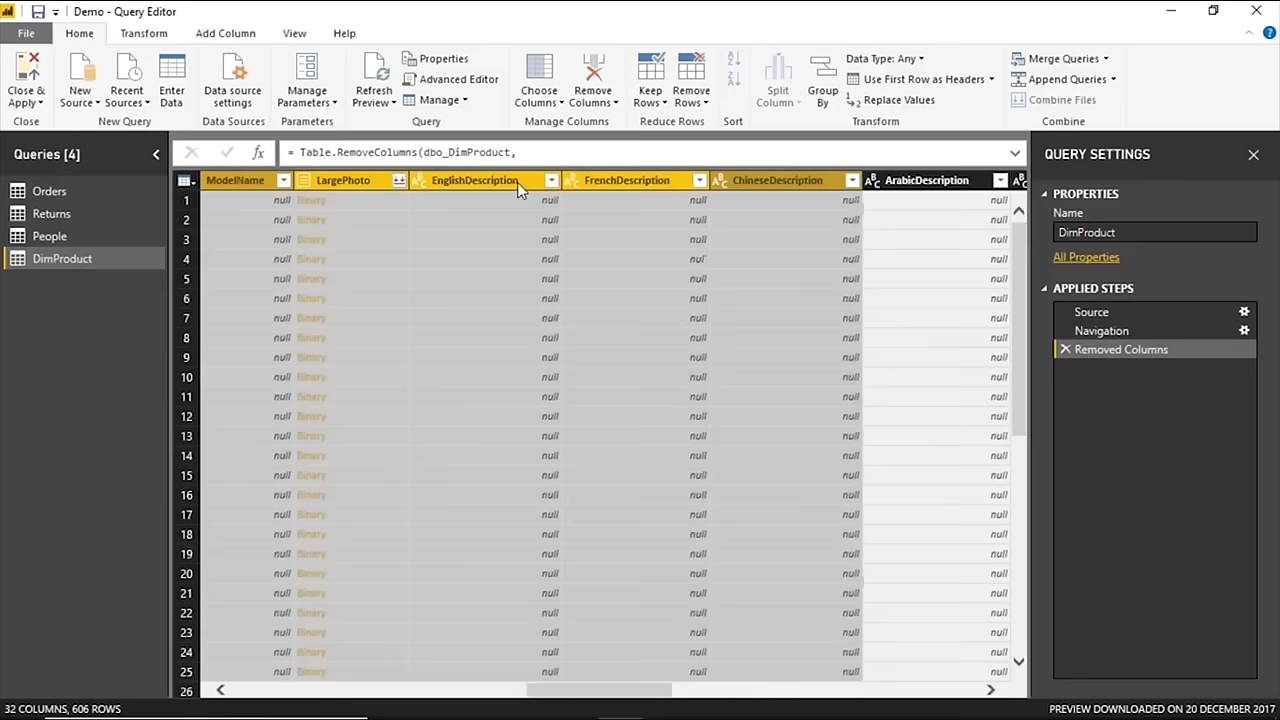 Demo - Query Editor
File
Home
Transform
Add Column
View
Help
Close &
Apply
Close
New
Source
Recent
Sources
Enter
Data
New Query
Data source
settings
Data Sources
Manage
Parameters
Parameters
Refresh
Preview
Properties
Advanced Editor
Manage
Query
Choose
Columns
Remove
Columns
Manage Columns
Keep
Rows
Remove
Rows
Reduce Rows
Sort
Split
Column
Group
By
Data Type: Any
Use First Row as Headers
Replace Values
Transform
Merge Queries
Append Queries
Combine Files
Combine
Queries [4]
Orders
Returns
People
DimProduct
fx
= Table.RemoveColumns(dbo_DimProduct,
ModelName LargePhoto EnglishDescription FrenchDescription ChineseDescription ArabicDescription
1 null Binary null null null null
2 null Binary null null null null
3 null Binary null null null null
4 null Binary null nul null null
5 null Binary null null null null
6 null Binary null null null null
7 null Binary null null null null
8 null Binary null null null null
9 null Binary null null null null
10 null Binary null null null null
11 null Binary null null null null
12 null Binary null null null null
13 null Binary null null null null
14 null Binary null null null null
15 null Binary null null null null
16 null Binary null null null null
17 null Binary null null null null
18 null Binary null null null null
19 null Binary null null null null
20 null Binary null null null null
21 null Binary null null null null
22 null Binary null null null null
23 null Binary null null null null
24 null Binary null null null null
25 null Binary null null null null
26
QUERY SETTINGS
PROPERTIES
Name
DimProduct
All Properties
APPLIED STEPS
Source
Navigation
Removed Columns
32 COLUMNS, 606 ROWS
PREVIEW DOWNLOADED ON 20 DECEMBER 2017